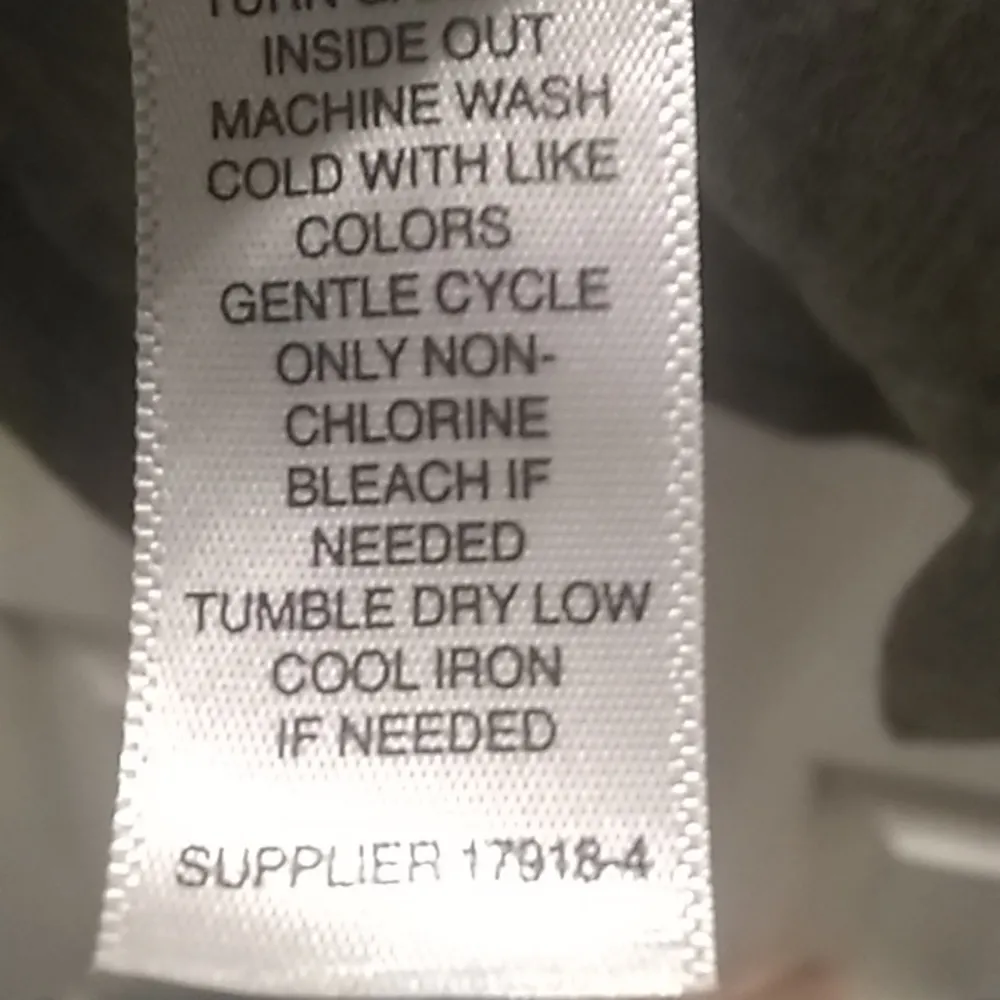 TURN
INSIDE OUT
MACHINE WASH
COLD WITH LIKE
COLORS
GENTLE CYCLE
ONLY NON-
CHLORINE
BLEACH IF
NEEDED
TUMBLE DRY LOW
COOL IRON
IF NEEDED
SUPPLIER 17918-4